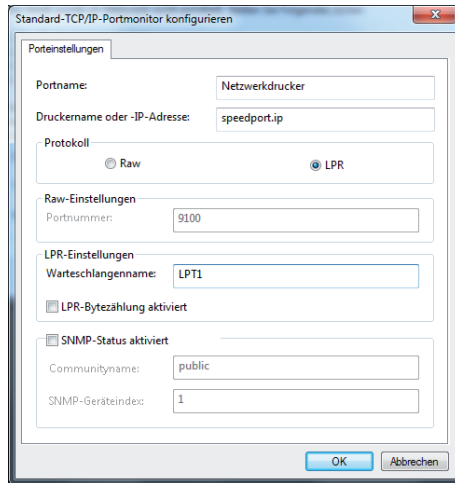 Standard-TCP/IP-Portmonitor konfigurieren
Porteinstellungen
Portname: Netzwerkdrucker
Druckername oder -IP-Adresse: speedport.ip
Protokoll
Raw LPR
Raw-Einstellungen
Portnummer: 9100
LPR-Einstellungen
Warteschlangenname: LPT1
LPR-Bytezählung aktiviert
SNMP-Status aktiviert
Communityname: public
SNMP-Geräteindex: 1
OK Abbrechen